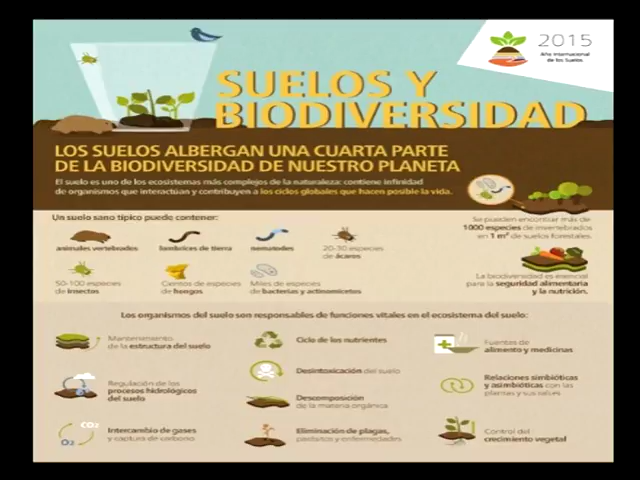 2015
Año internacional
de los Suelos
SUELOS Y
BIODIVERSIDAD
LOS SUELOS ALBERGAN UNA CUARTA PARTE
DE LA BIODIVERSIDAD DE NUESTRO PLANETA
El suelo es uno de los ecosistemas más complejos de la naturaleza: contiene infinidad
de organismos que interactúan y contribuyen a los ciclos globales que hacen posible la vida.
Un suelo sano típico puede contener:
animales vertebrados
lombrices de tierra
nematodes
20-30 especies
de ácaros
50-100 especies
de insectos
Cientos de especies
de hongos
Miles de especies
de bacterias y actinomicetos
Se pueden encontrar más de
1000 especies de invertebrados
en 1 m² de suelos forestales.
La biodiversidad es esencial
para la seguridad alimentaria
y la nutrición.
Los organismos del suelo son responsables de funciones vitales en el ecosistema del suelo:
Mantenimiento
de la estructura del suelo
Ciclo de los nutrientes
Fuentes de
alimento y medicinas
Regulación de los
procesos hidrológicos
del suelo
Desintoxicación del suelo
Relaciones simbióticas
y asimbióticas con las
plantas y sus raíces
Descomposición
de la materia orgánica
CO2
O2
Intercambio de gases
y captura de carbono
Eliminación de plagas,
parásitos y enfermedades
Control del
crecimiento vegetal